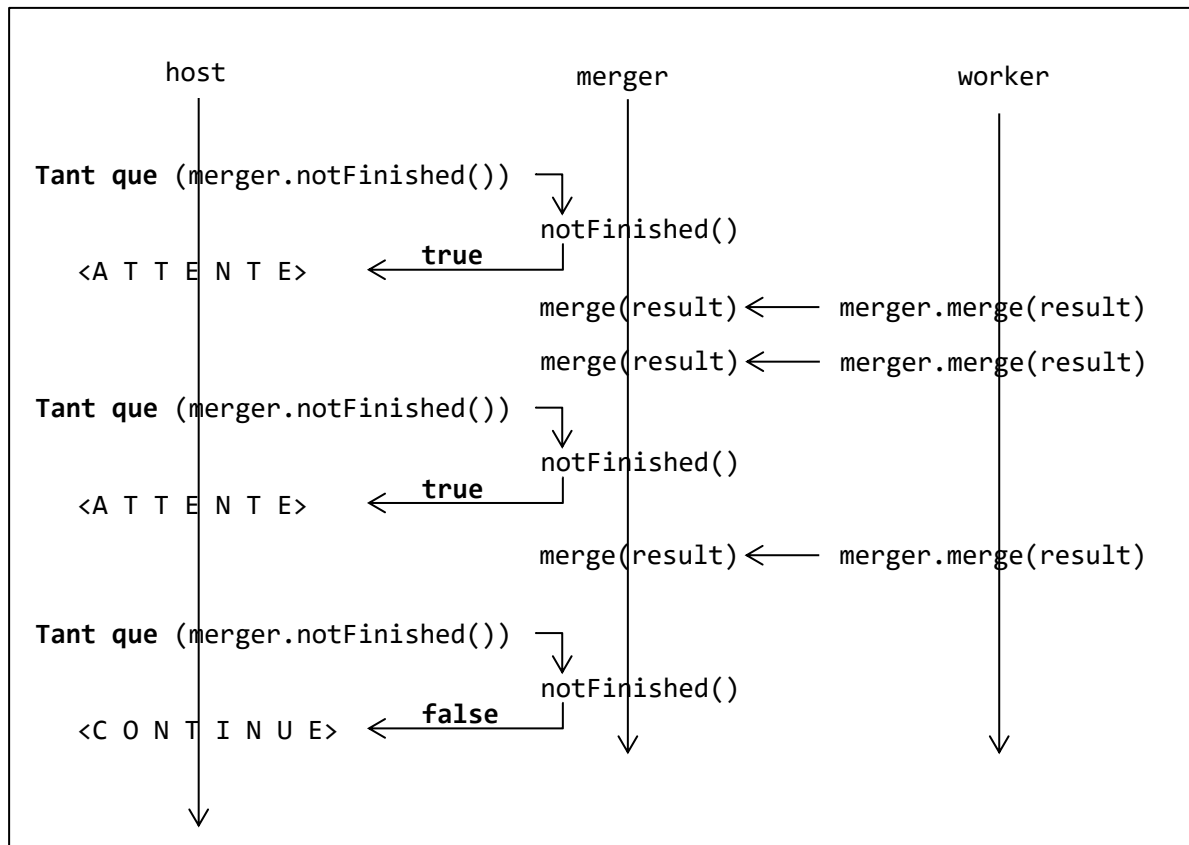 host merger worker
Tant que (merger.notFinished())
notFinished()
true
<A T T E N T E>
merge(result) merger.merge(result)
merge(result) merger.merge(result)
Tant que (merger.notFinished())
notFinished()
true
<A T T E N T E>
merge(result) merger.merge(result)
Tant que (merger.notFinished())
notFinished()
false
<C O N T I N U E>